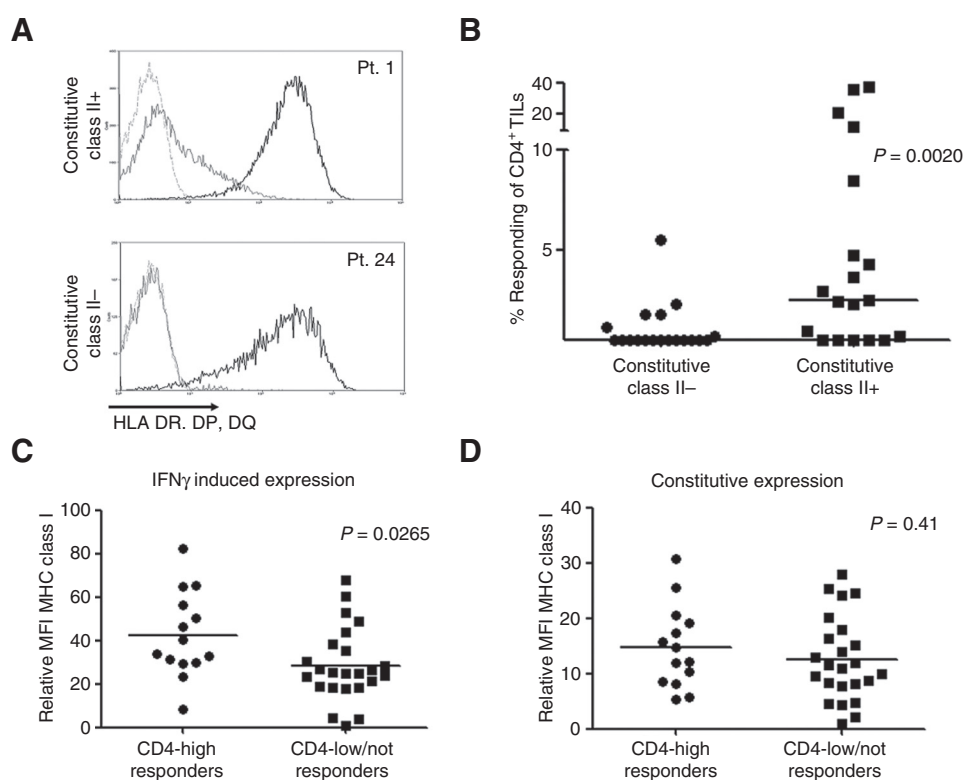 A
Constitutive
class II+
Pt. 1
Constitutive
class II–
Pt. 24
HLA DR. DP, DQ
B
% Responding of CD4+ TILs
40
20
10
5
P = 0.0020
Constitutive
class II–
Constitutive
class II+
C
IFNγ induced expression
Relative MFI MHC class I
100
80
60
40
20
0
P = 0.0265
CD4-high
responders
CD4-low/not
responders
D
Constitutive expression
Relative MFI MHC class I
40
30
20
10
0
P = 0.41
CD4-high
responders
CD4-low/not
responders